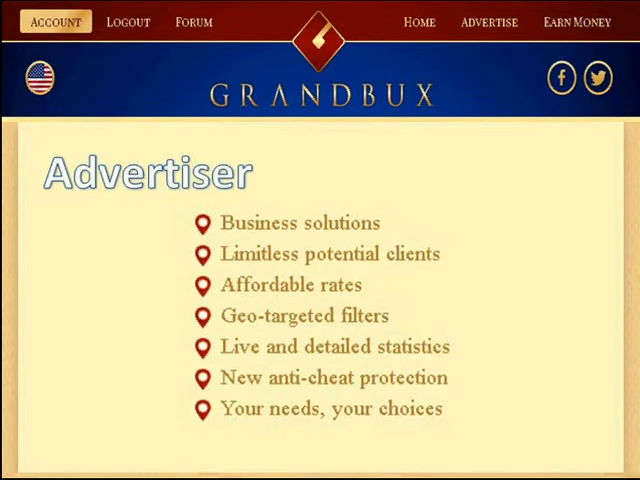 Account Logout Forum Home Advertise Earn Money
GRANDBUX
Advertiser
Business solutions
Limitless potential clients
Affordable rates
Geo-targeted filters
Live and detailed statistics
New anti-cheat protection
Your needs, your choices